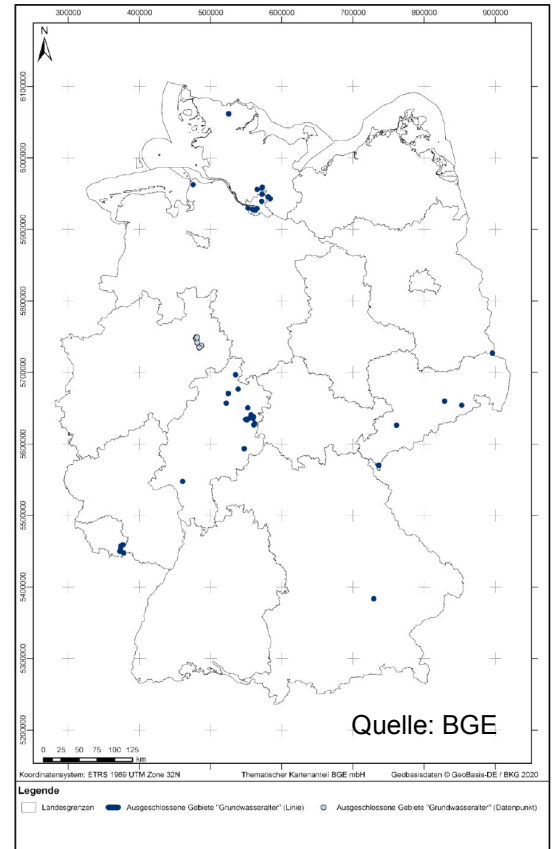 300000 400000 500000 600000 700000 800000 900000
N
6100000
6000000
5900000
5800000
5700000
5600000
5500000
5400000
5300000
5200000
Quelle: BGE
0 25 50 75 100 125
km
Koordinatensystem: ETRS 1989 UTM Zone 32N Thematischer Kartenanteil BGE mbH Geobasisdaten © GeoBasis-DE / BKG 2020
Legende
Landesgrenzen Ausgeschlossene Gebiete "Grundwasseralter" (Linie) Ausgeschlossene Gebiete "Grundwasseralter" (Datenpunkt)